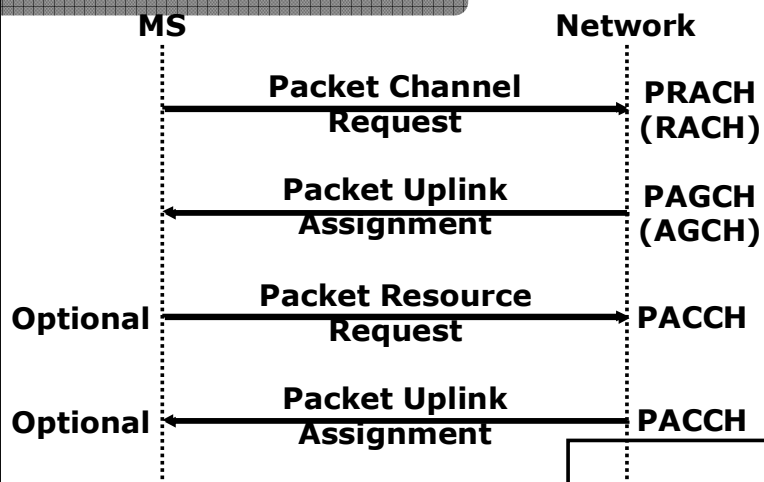 MS Network
Packet Channel
Request
PRACH
(RACH)
Packet Uplink
Assignment
PAGCH
(AGCH)
Optional
Packet Resource
Request
PACCH
Optional
Packet Uplink
Assignment
PACCH